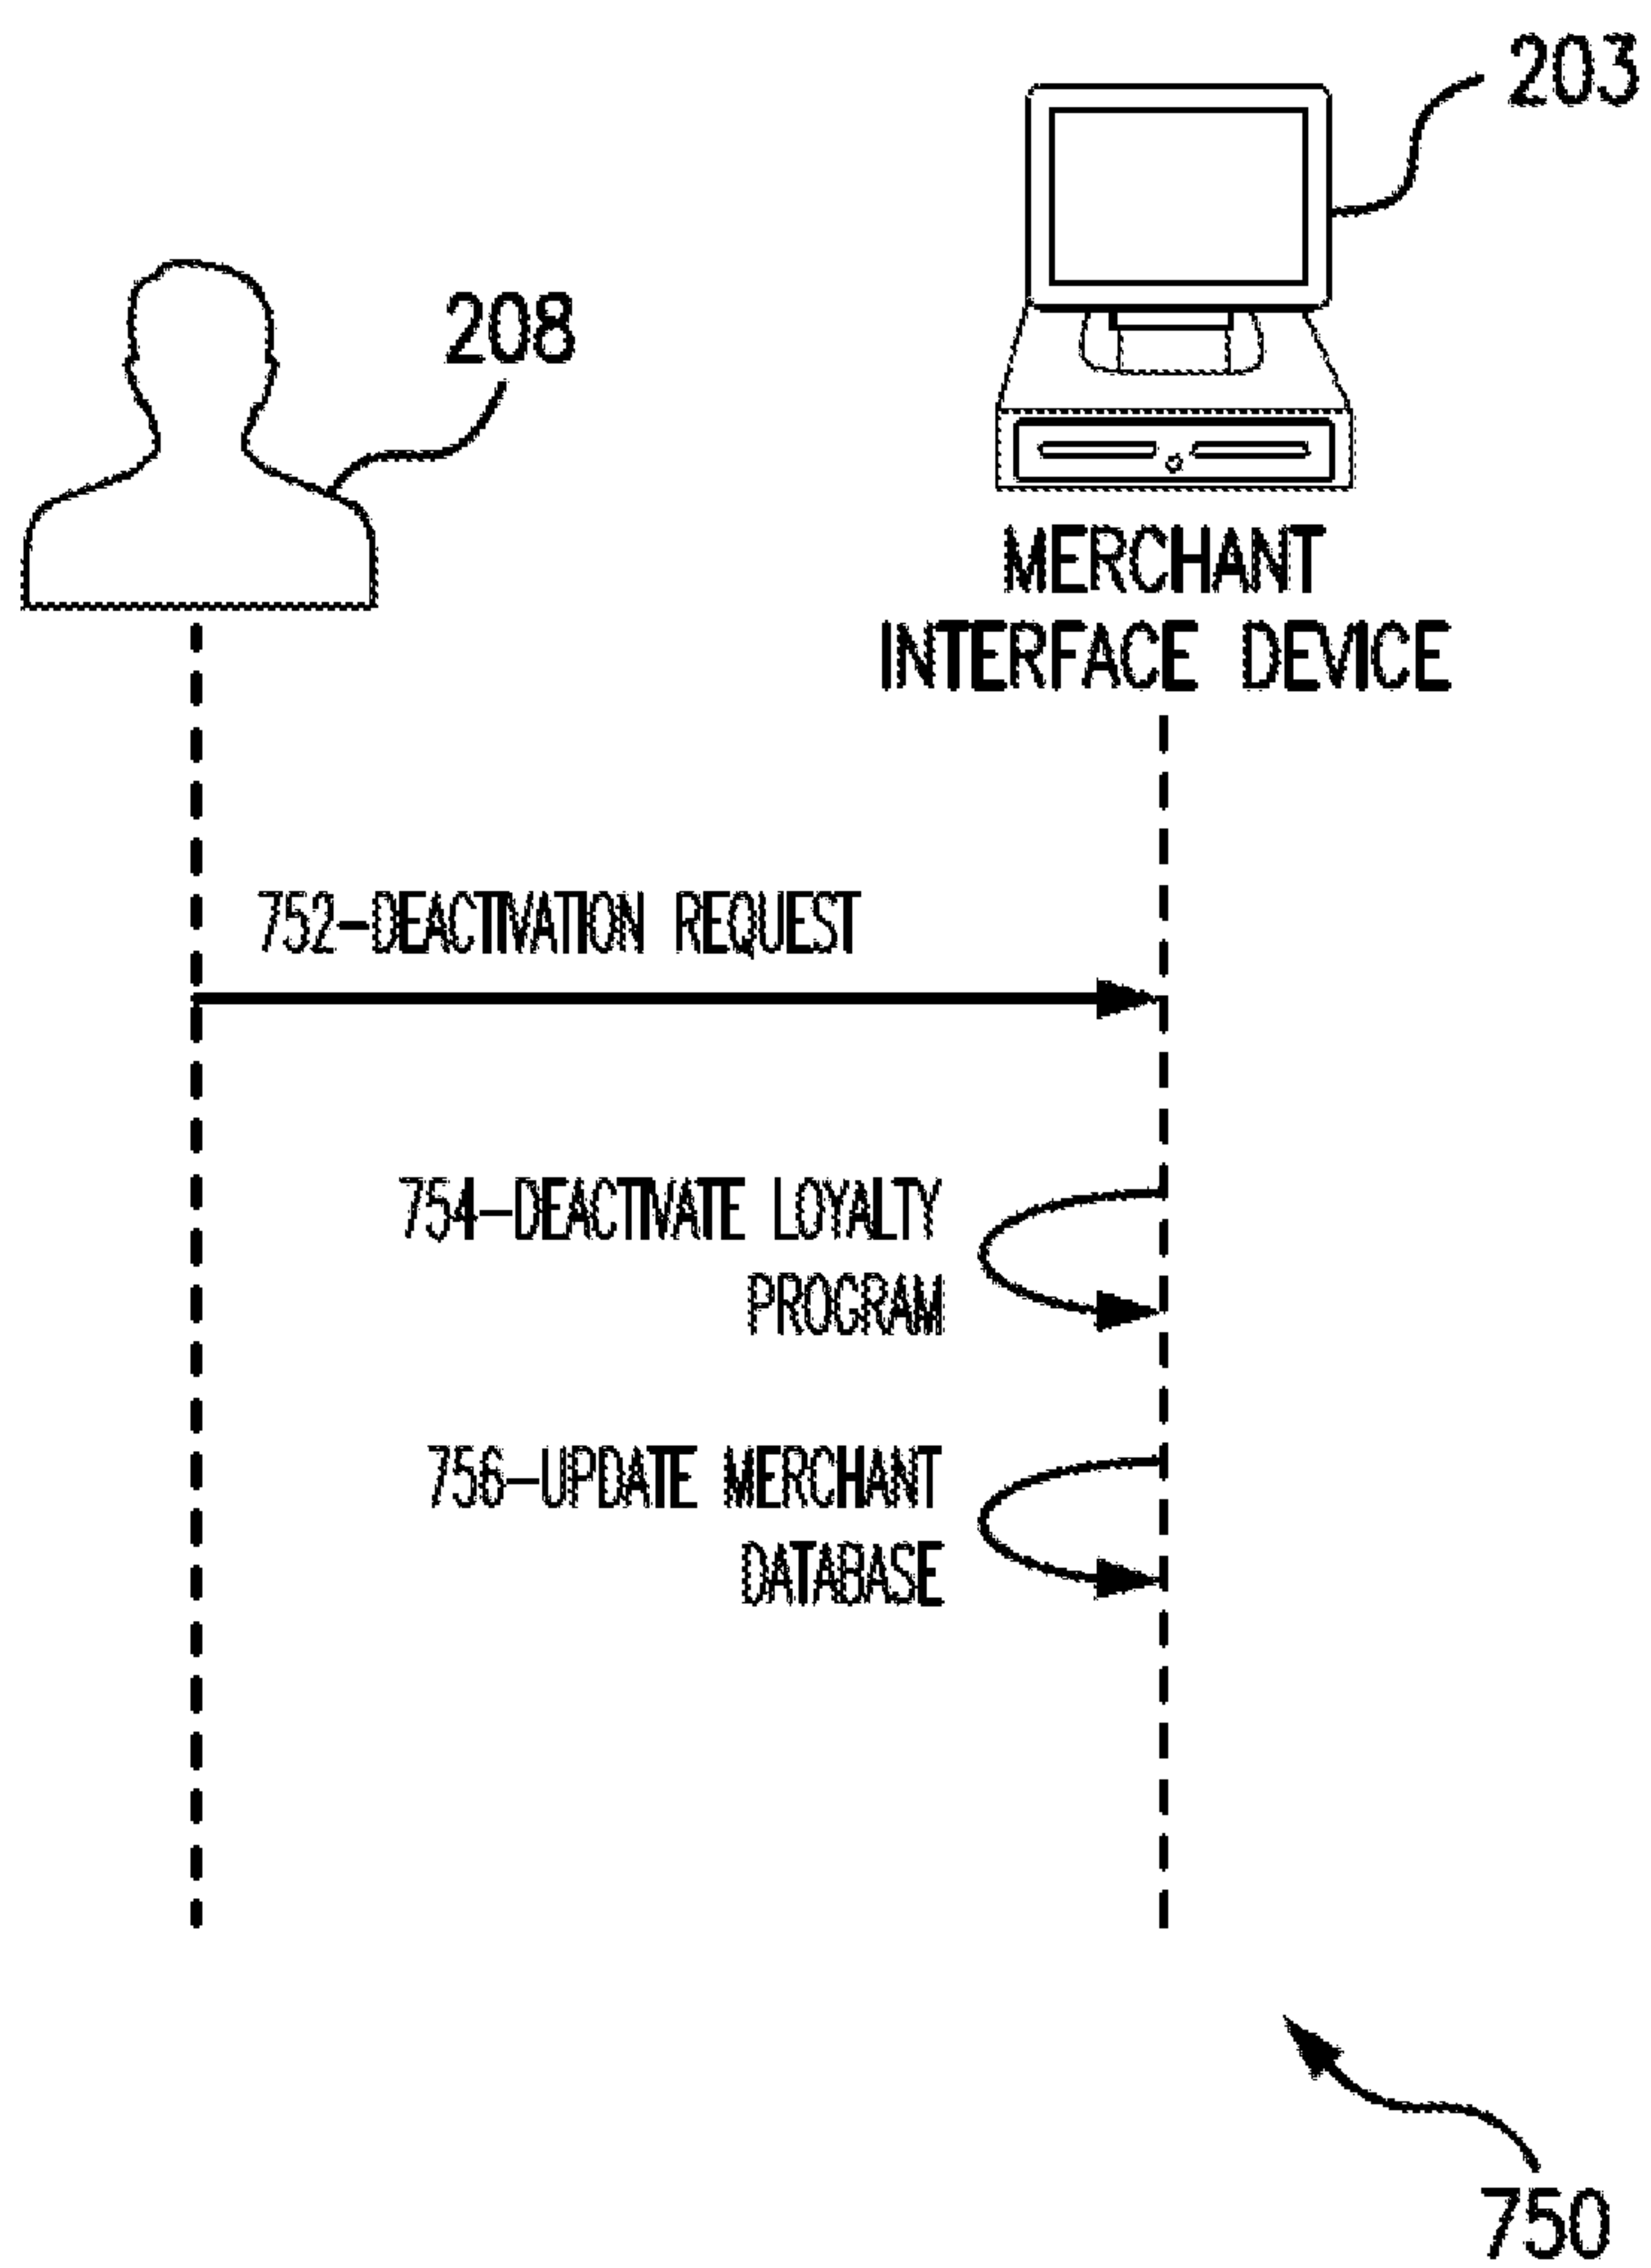 203
208
MERCHANT
INTERFACE DEVICE
752-DEACTIVATION REQUEST
754-DEACTIVATE LOYALTY
PROGRAM
756-UPDATE MERCHANT
DATABASE
750